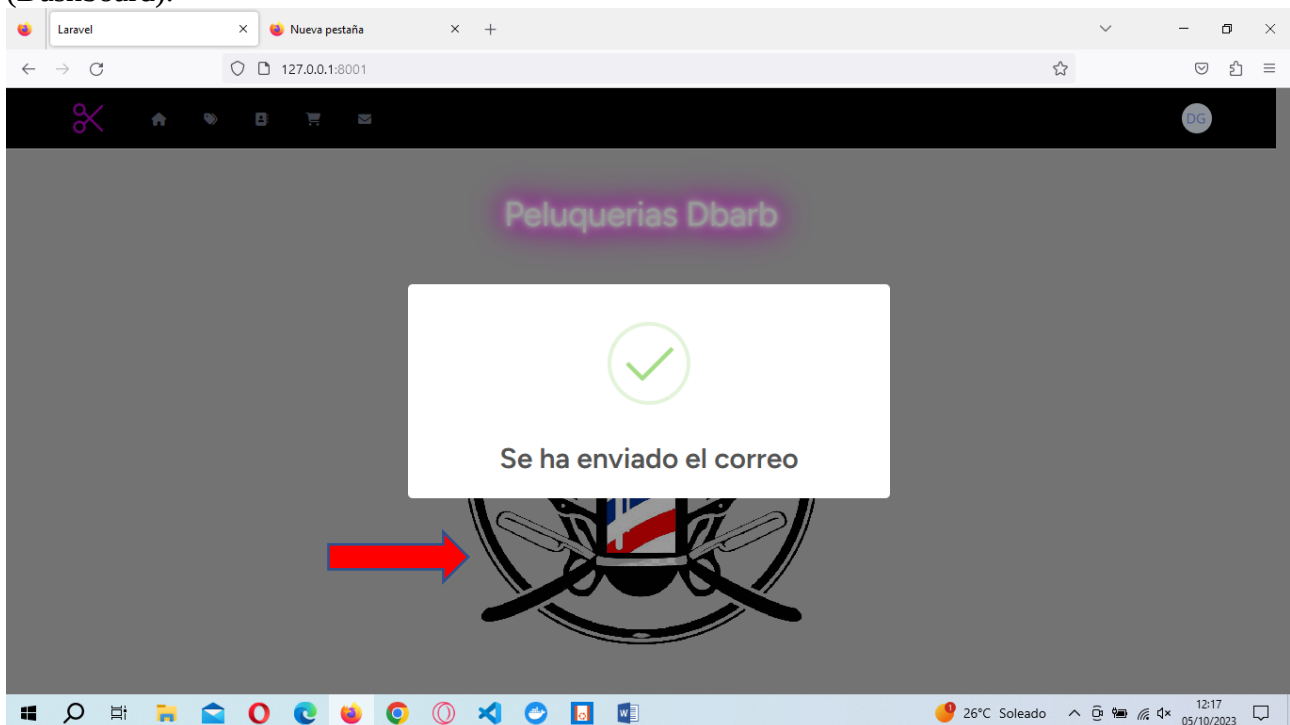 (Dashboard).
Laravel
Nueva pestaña
127.0.0.1:8001
DG
Peluquerias Dbarb
Se ha enviado el correo
26°C Soleado
12:17
05/10/2023